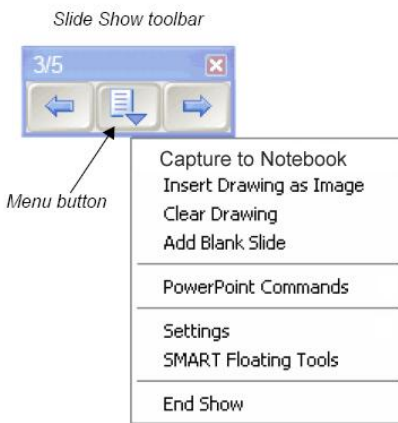 Slide Show toolbar
3/5
Menu button
Capture to Notebook
Insert Drawing as Image
Clear Drawing
Add Blank Slide
PowerPoint Commands
Settings
SMART Floating Tools
End Show